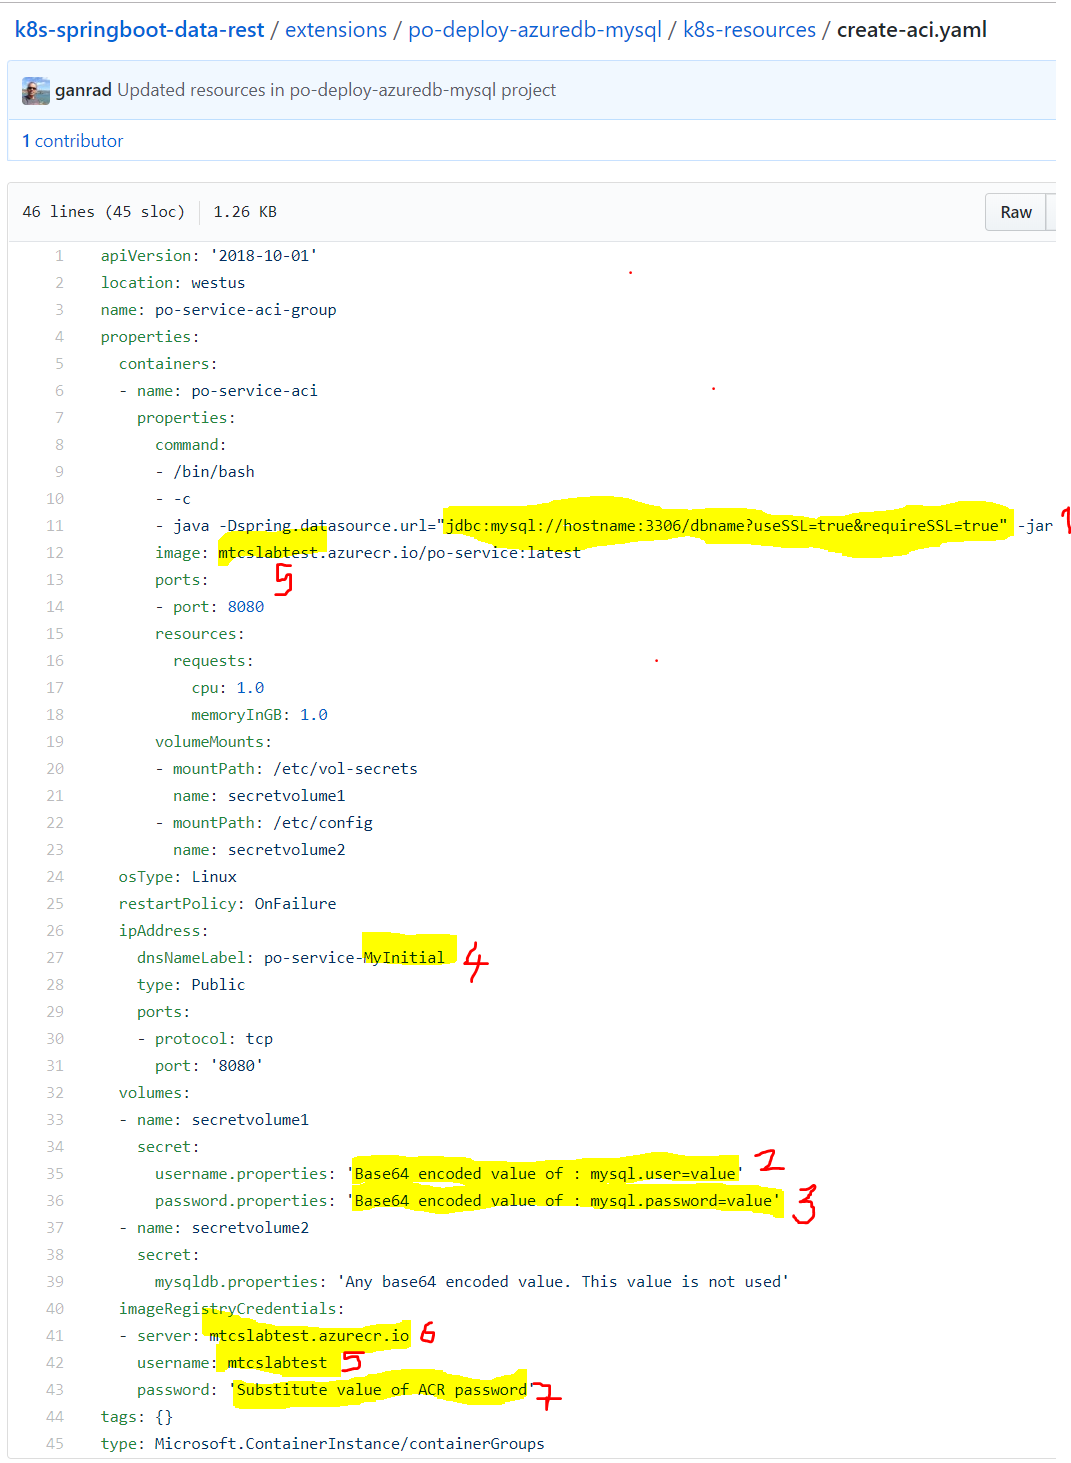 k8s-springboot-data-rest / extensions / po-deploy-azuredb-mysql / k8s-resources / create-aci.yaml
ganrad Updated resources in po-deploy-azuredb-mysql project
1 contributor
46 lines (45 sloc) 1.26 KB Raw
1 apiVersion: '2018-10-01'
2 location: westus
3 name: po-service-aci-group
4 properties:
5 containers:
6 - name: po-service-aci
7 properties:
8 command:
9 - /bin/bash
10 - -c
11 - java -Dspring.datasource.url="jdbc:mysql://hostname:3306/dbname?useSSL=true&requireSSL=true" -jar 1
12 image: mtcslabtest.azurecr.io/po-service:latest
13 ports: 5
14 - port: 8080
15 resources:
16 requests:
17 cpu: 1.0
18 memoryInGB: 1.0
19 volumeMounts:
20 - mountPath: /etc/vol-secrets
21 name: secretvolume1
22 - mountPath: /etc/config
23 name: secretvolume2
24 osType: Linux
25 restartPolicy: OnFailure
26 ipAddress:
27 dnsNameLabel: po-service-MyInitial 4
28 type: Public
29 ports:
30 - protocol: tcp
31 port: '8080'
32 volumes:
33 - name: secretvolume1
34 secret:
35 username.properties: 'Base64 encoded value of : mysql.user=value' 2
36 password.properties: 'Base64 encoded value of : mysql.password=value' 3
37 - name: secretvolume2
38 secret:
39 mysqldb.properties: 'Any base64 encoded value. This value is not used'
40 imageRegistryCredentials:
41 - server: mtcslabtest.azurecr.io 6
42 username: mtcslabtest 5
43 password: 'Substitute value of ACR password' 7
44 tags: {}
45 type: Microsoft.ContainerInstance/containerGroups